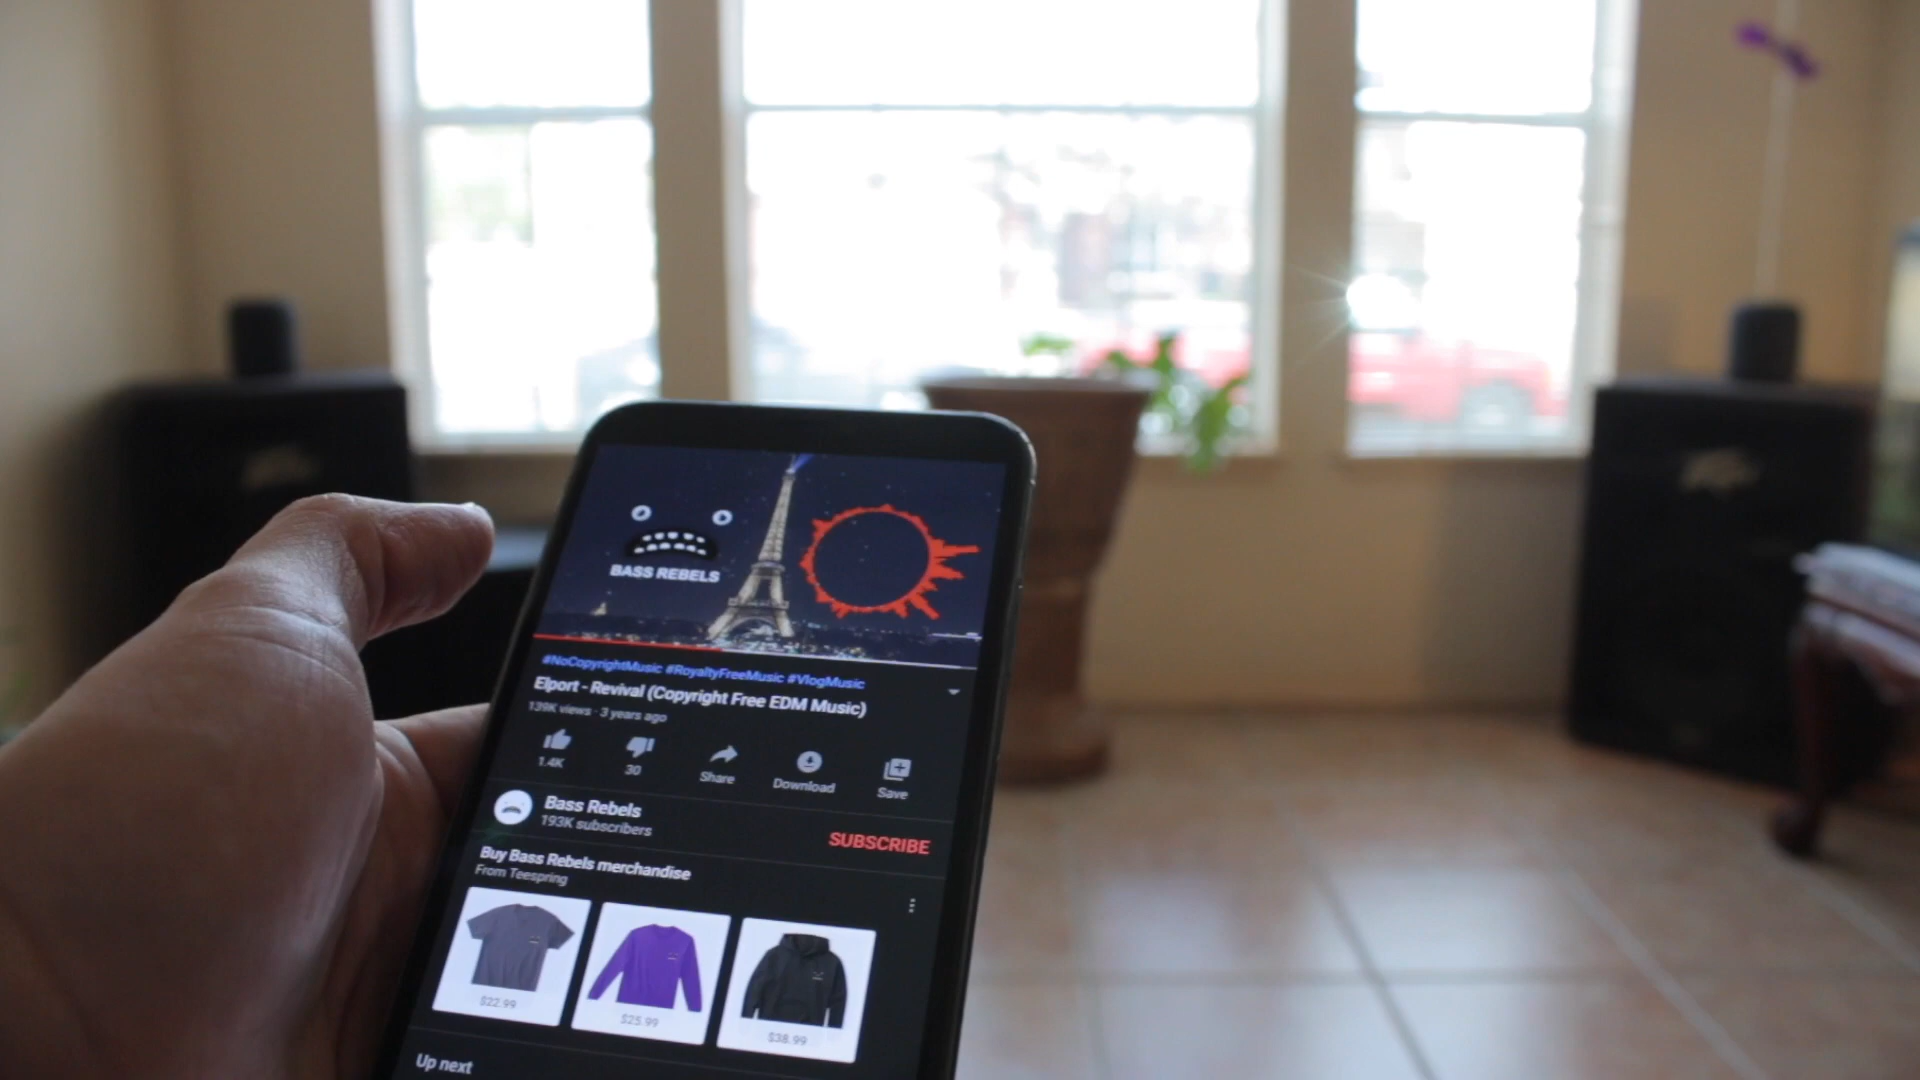 BASS REBELS
#NoCopyrightMusic #RoyaltyFreeMusic #VlogMusic
Elport - Revival (Copyright Free EDM Music)
139K views · 3 years ago
1.4K
30
Share
Download
Save
Bass Rebels
193K subscribers
SUBSCRIBE
Buy Bass Rebels merchandise
From Teespring
$22.99
$25.99
$38.99
Up next